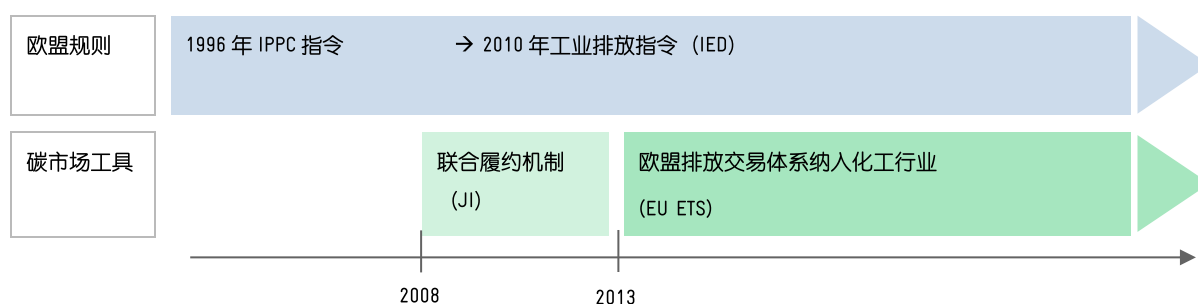 欧盟规则
1996 年 IPPC 指令 → 2010 年工业排放指令（IED）
碳市场工具
联合履约机制
（JI）
欧盟排放交易体系纳入化工行业
(EU ETS)
2008
2013